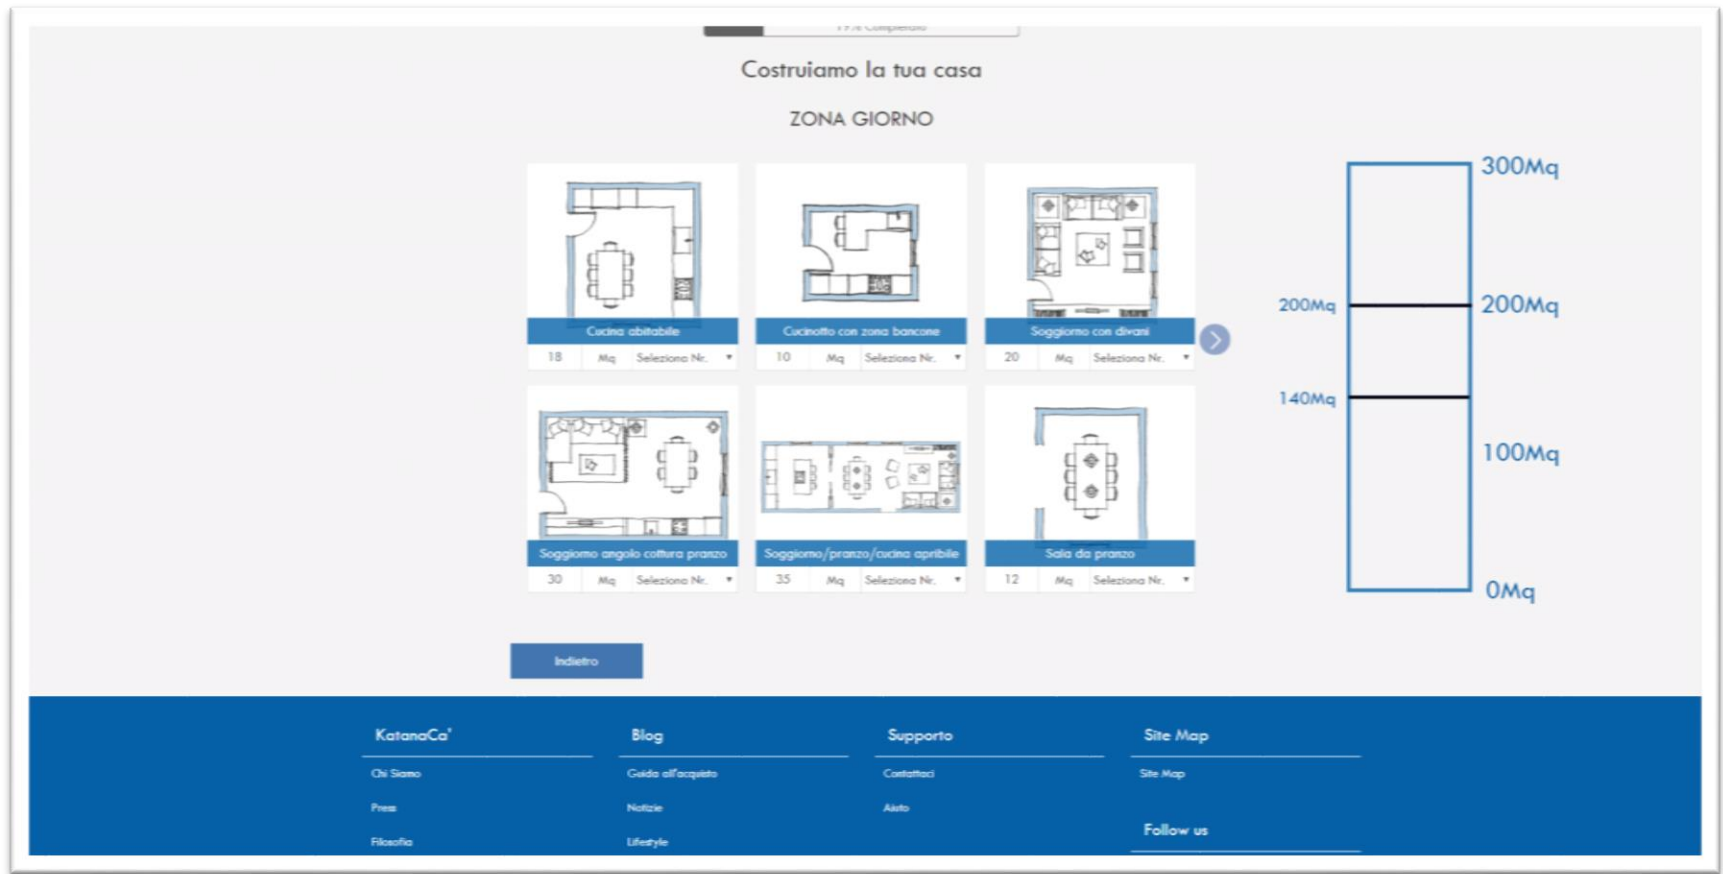 19% Completato
Costruiamo la tua casa
ZONA GIORNO
Cucina abitabile
18 Mq Seleziona Nr.
Cucinotto con zona bancone
10 Mq Seleziona Nr.
Soggiorno con divani
20 Mq Seleziona Nr.
Soggiorno angolo cottura pranzo
30 Mq Seleziona Nr.
Soggiorno/pranzo/cucina apribile
35 Mq Seleziona Nr.
Sala da pranzo
12 Mq Seleziona Nr.
300Mq
200Mq
200Mq
140Mq
100Mq
0Mq
Indietro
KatanaCa'
Chi Siamo
Press
Filosofia
Blog
Guida all'acquisto
Notizie
Lifestyle
Supporto
Contattaci
Aiuto
Site Map
Site Map
Follow us